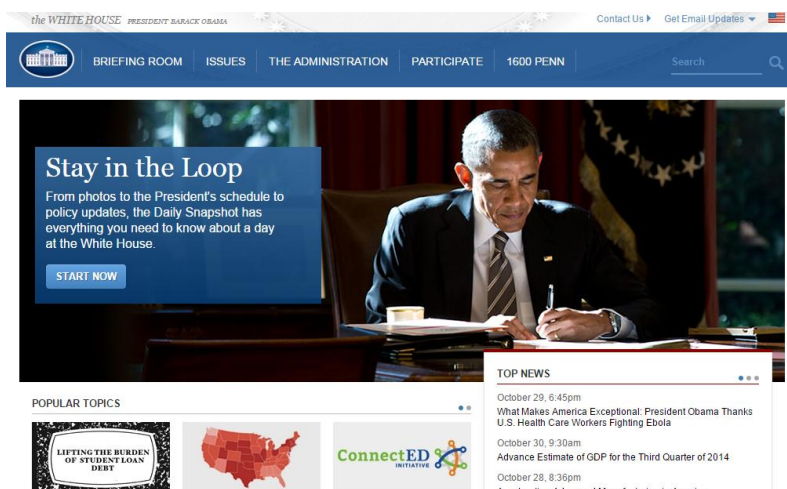 the WHITE HOUSE PRESIDENT BARACK OBAMA
Contact Us
Get Email Updates
BRIEFING ROOM
ISSUES
THE ADMINISTRATION
PARTICIPATE
1600 PENN
Search
Stay in the Loop
From photos to the President's schedule to
policy updates, the Daily Snapshot has
everything you need to know about a day
at the White House.
START NOW
POPULAR TOPICS
LIFTING THE BURDEN
OF STUDENT LOAN
DEBT
ConnectED
INITIATIVE
TOP NEWS
October 29, 6:45pm
What Makes America Exceptional: President Obama Thanks
U.S. Health Care Workers Fighting Ebola
October 30, 9:30am
Advance Estimate of GDP for the Third Quarter of 2014
October 28, 8:36pm